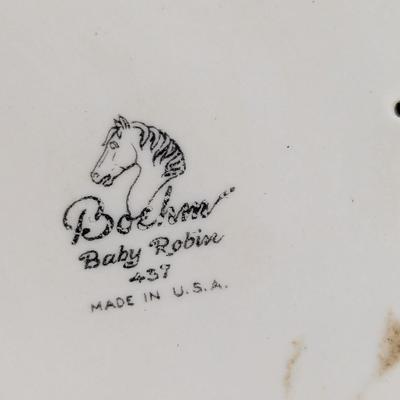 Boehm
Baby Robin
437
MADE IN U.S.A.